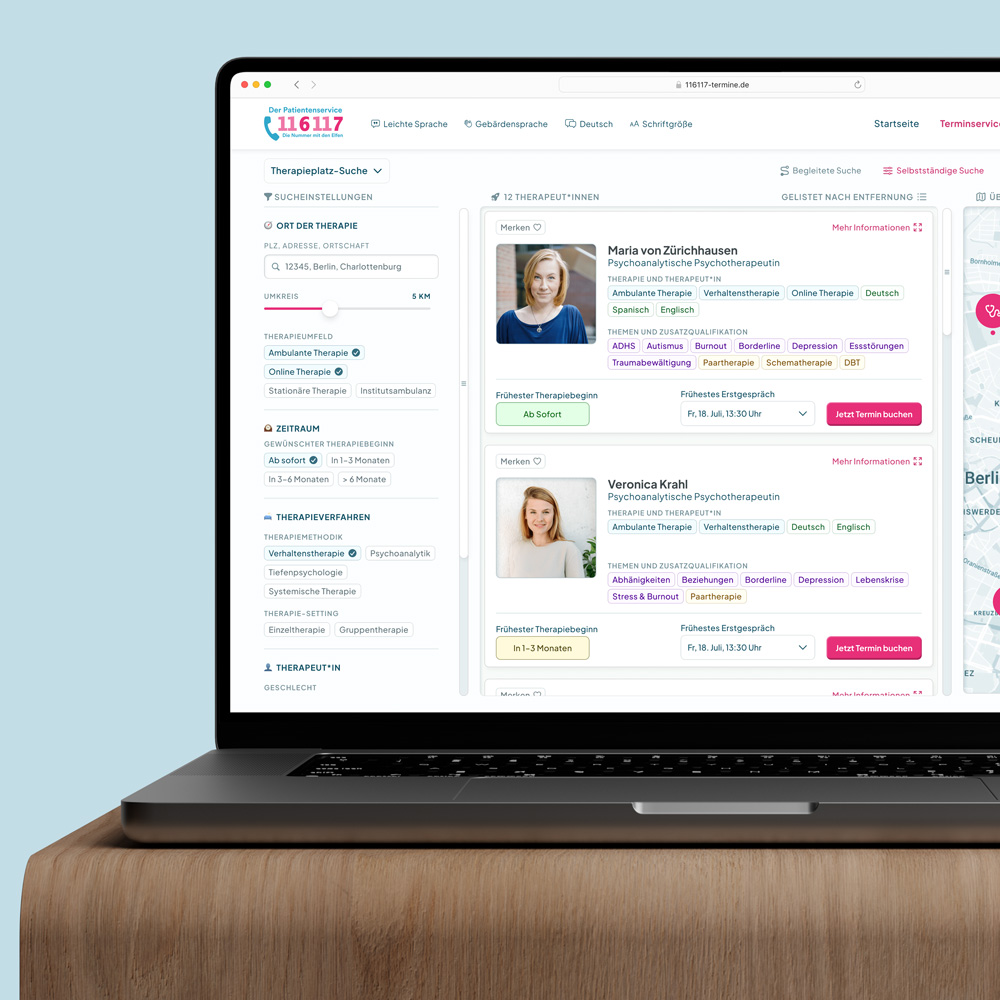 116117-termine.de
Der Patientenservice
116117
Die Nummer mit den Elfen
Leichte Sprache
Gebärdensprache
Deutsch
AA Schriftgröße
Startseite
Terminservic
Therapieplatz-Suche
Begleitete Suche
Selbstständige Suche
SUCHEINSTELLUNGEN
ORT DER THERAPIE
PLZ, ADRESSE, ORTSCHAFT
12345, Berlin, Charlottenburg
UMKREIS 5 KM
THERAPIEUMFELD
Ambulante Therapie
Online Therapie
Stationäre Therapie Institutsambulanz
ZEITRAUM
GEWÜNSCHTER THERAPIEBEGINN
Ab sofort In 1–3 Monaten
In 3–6 Monaten > 6 Monate
THERAPIEVERFAHREN
THERAPIEMETHODIK
Verhaltenstherapie Psychoanalytik
Tiefenpsychologie
Systemische Therapie
THERAPIE-SETTING
Einzeltherapie Gruppentherapie
THERAPEUT*IN
GESCHLECHT
12 THERAPEUT*INNEN
GELISTET NACH ENTFERNUNG
Merken
Mehr Informationen
Maria von Zürichhausen
Psychoanalytische Psychotherapeutin
THERAPIE UND THERAPEUT*IN
Ambulante Therapie Verhaltenstherapie Online Therapie Deutsch
Spanisch Englisch
THEMEN UND ZUSATZQUALIFIKATION
ADHS Autismus Burnout Borderline Depression Essstörungen
Traumabewältigung Paartherapie Schematherapie DBT
Frühester Therapiebeginn
Ab Sofort
Frühestes Erstgespräch
Fr, 18. Juli, 13:30 Uhr
Jetzt Termin buchen
Merken
Mehr Informationen
Veronica Krahl
Psychoanalytische Psychotherapeutin
THERAPIE UND THERAPEUT*IN
Ambulante Therapie Verhaltenstherapie Deutsch Englisch
THEMEN UND ZUSATZQUALIFIKATION
Abhänigkeiten Beziehungen Borderline Depression Lebenskrise
Stress & Burnout Paartherapie
Frühester Therapiebeginn
In 1–3 Monaten
Frühestes Erstgespräch
Fr, 18. Juli, 13:30 Uhr
Jetzt Termin buchen
Merken
Mehr Informationen
ÜB
Bornholme
K
SCHEU
Berli
ISWERDE
Oranienstraße
KREUZB
EZ